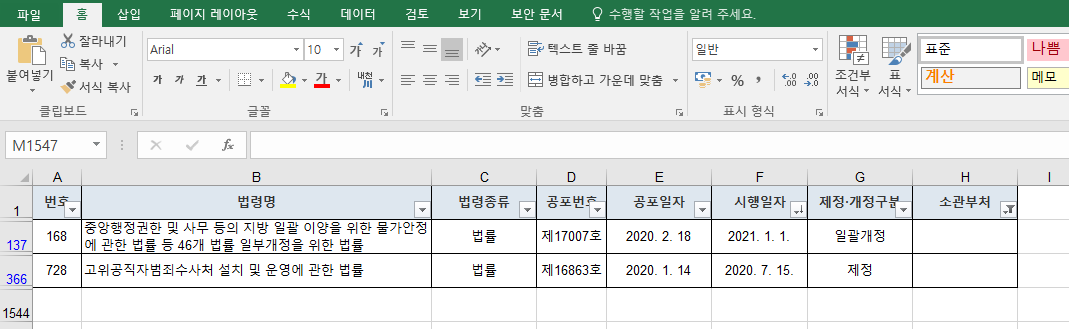 파일 홈 삽입 페이지 레이아웃 수식 데이터 검토 보기 보안 문서 수행할 작업을 알려 주세요.
잘라내기
복사
서식 복사
붙여넣기
클립보드
Arial 10 가 가
가 가 가 가 내천
글꼴
텍스트 줄 바꿈
병합하고 가운데 맞춤
맞춤
일반
% , .00 .0
표시 형식
조건부 서식
표 서식
표준 나쁨
계산 메모
M1547 fx
A B C D E F G H I
1 번호 법령명 법령종류 공포번호 공포일자 시행일자 제정·개정구분 소관부처
137 168 중앙행정권한 및 사무 등의 지방 일괄 이양을 위한 물가안정
에 관한 법률 등 46개 법률 일부개정을 위한 법률 법률 제17007호 2020. 2. 18 2021. 1. 1. 일괄개정
366 728 고위공직자범죄수사처 설치 및 운영에 관한 법률 법률 제16863호 2020. 1. 14 2020. 7. 15. 제정
1544